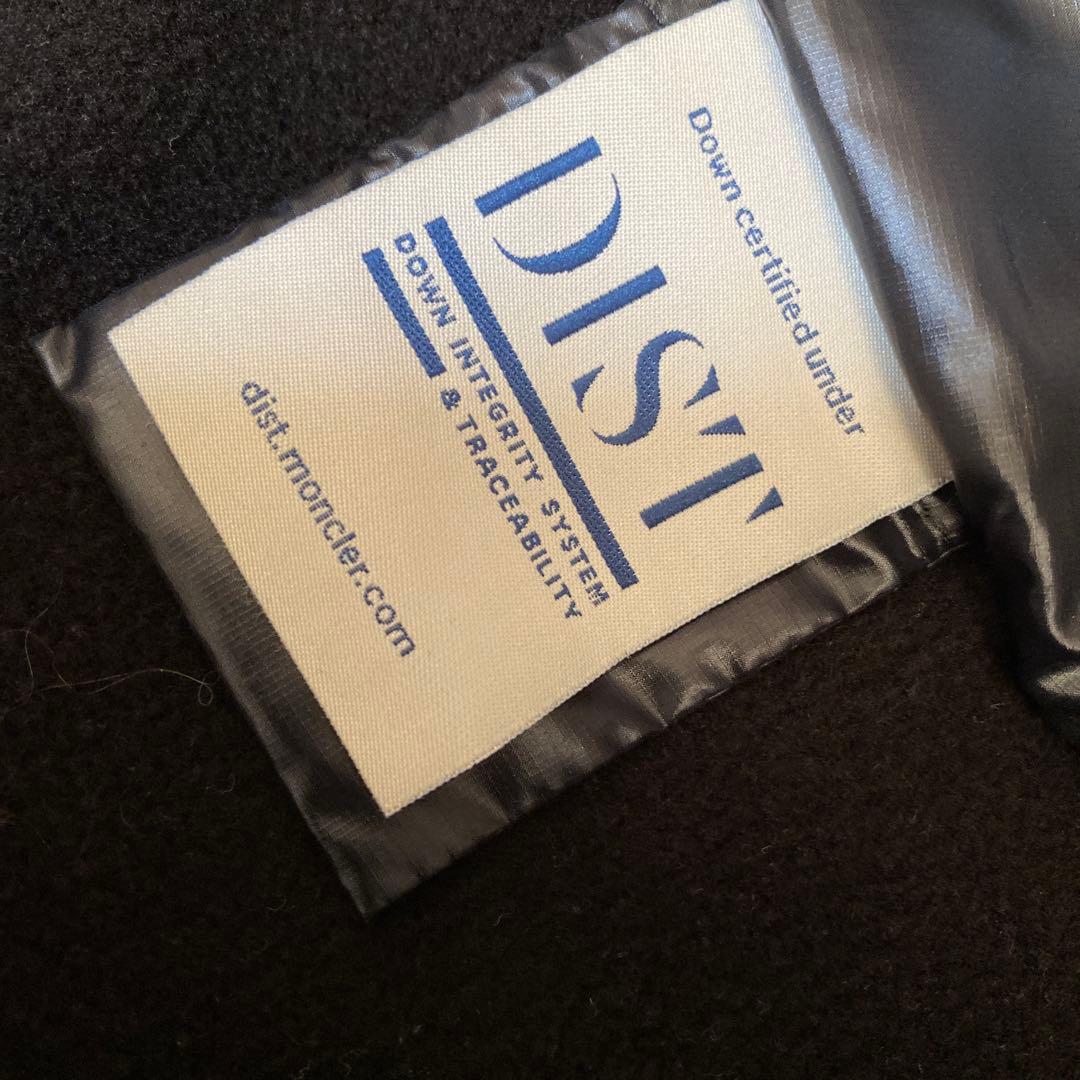 Down certified under
DIST
DOWN INTEGRITY SYSTEM
& TRACEABILITY
dist.moncler.com